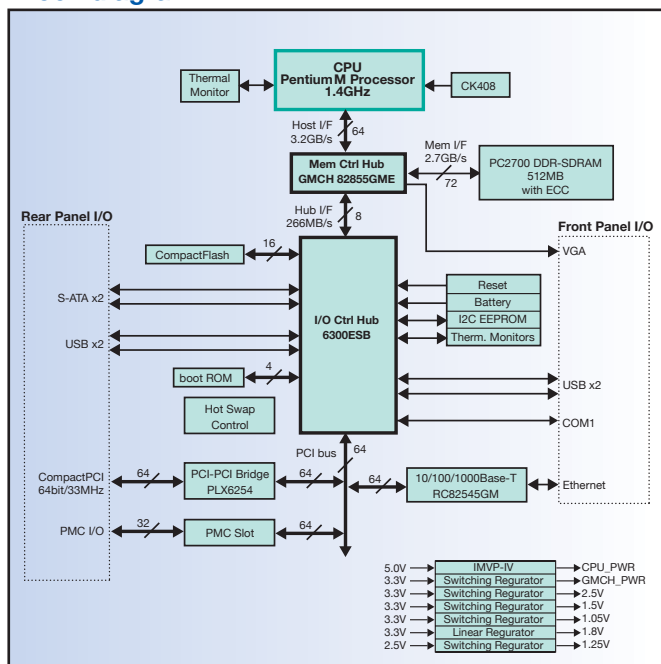 CPU
Pentium M Processor
1.4GHz
Thermal
Monitor
CK408
Host I/F
3.2GB/s
64
Mem I/F
2.7GB/s
72
PC2700 DDR-SDRAM
512MB
with ECC
Mem Ctrl Hub
GMCH 82855GME
Hub I/F
266MB/s
8
Rear Panel I/O
Front Panel I/O
CompactFlash
16
VGA
S-ATA x2
I/O Ctrl Hub
6300ESB
Reset
Battery
I2C EEPROM
Therm. Monitors
USB x2
boot ROM
4
USB x2
Hot Swap
Control
COM1
PCI bus
64
CompactPCI
64bit/33MHz
64
PCI-PCI Bridge
PLX6254
64
64
10/100/1000Base-T
RC82545GM
Ethernet
PMC I/O
32
PMC Slot
64
5.0V IMVP-IV CPU_PWR
3.3V Switching Regurator GMCH_PWR
3.3V Switching Regurator 2.5V
3.3V Switching Regurator 1.5V
3.3V Switching Regurator 1.05V
3.3V Linear Regurator 1.8V
2.5V Switching Regurator 1.25V